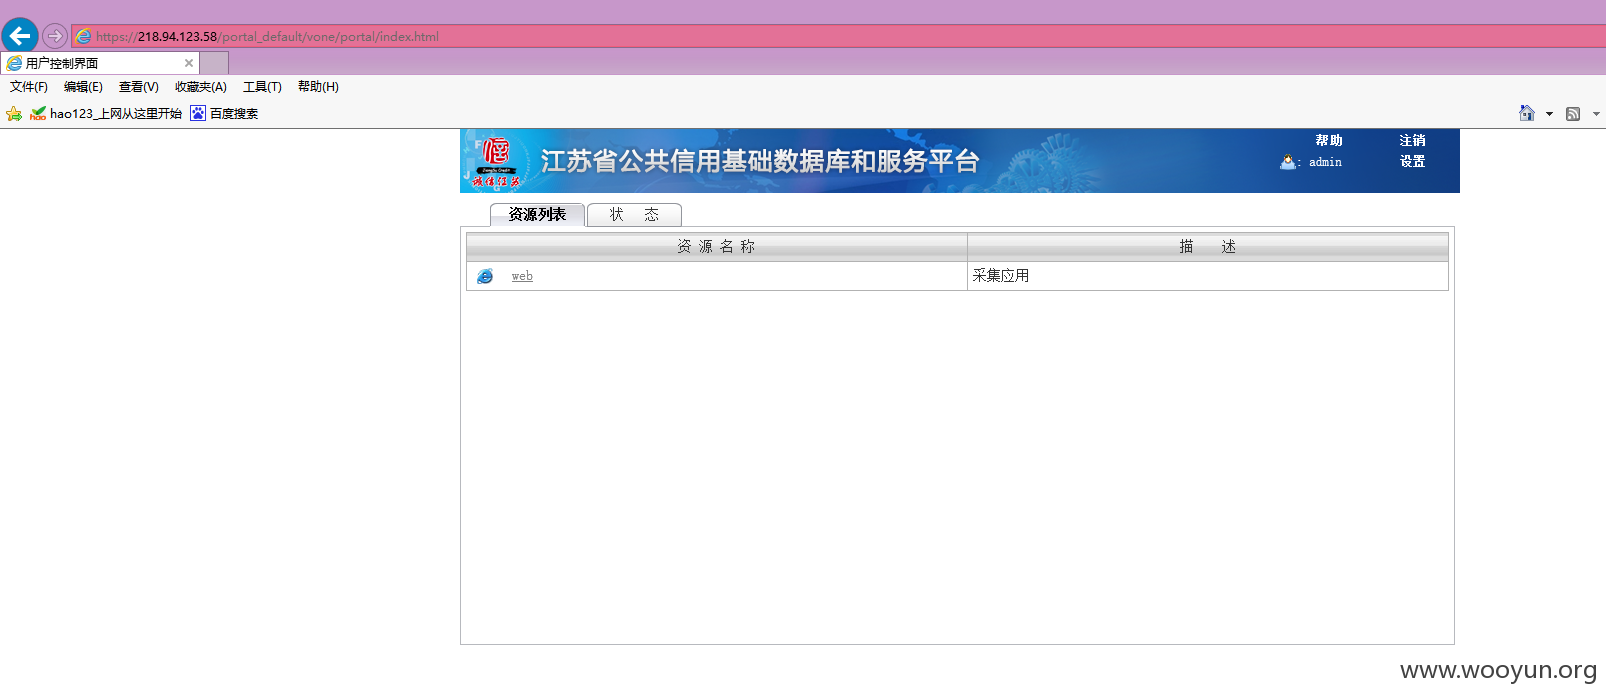 https://218.94.123.58/portal_default/vone/portal/index.html
用户控制界面
文件(F) 编辑(E) 查看(V) 收藏夹(A) 工具(T) 帮助(H)
hao123_上网从这里开始 百度搜索
诚信江苏
江苏省公共信用基础数据库和服务平台
帮助 注销
: admin 设置
资源列表 状 态
资 源 名 称 描 述
web 采集应用
www.wooyun.org